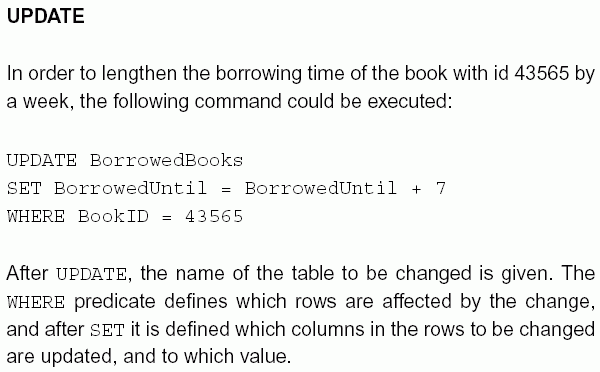 UPDATE
In order to lengthen the borrowing time of the book with id 43565 by
a week, the following command could be executed:
UPDATE BorrowedBooks
SET BorrowedUntil = BorrowedUntil + 7
WHERE BookID = 43565
After UPDATE, the name of the table to be changed is given. The
WHERE predicate defines which rows are affected by the change,
and after SET it is defined which columns in the rows to be changed
are updated, and to which value.